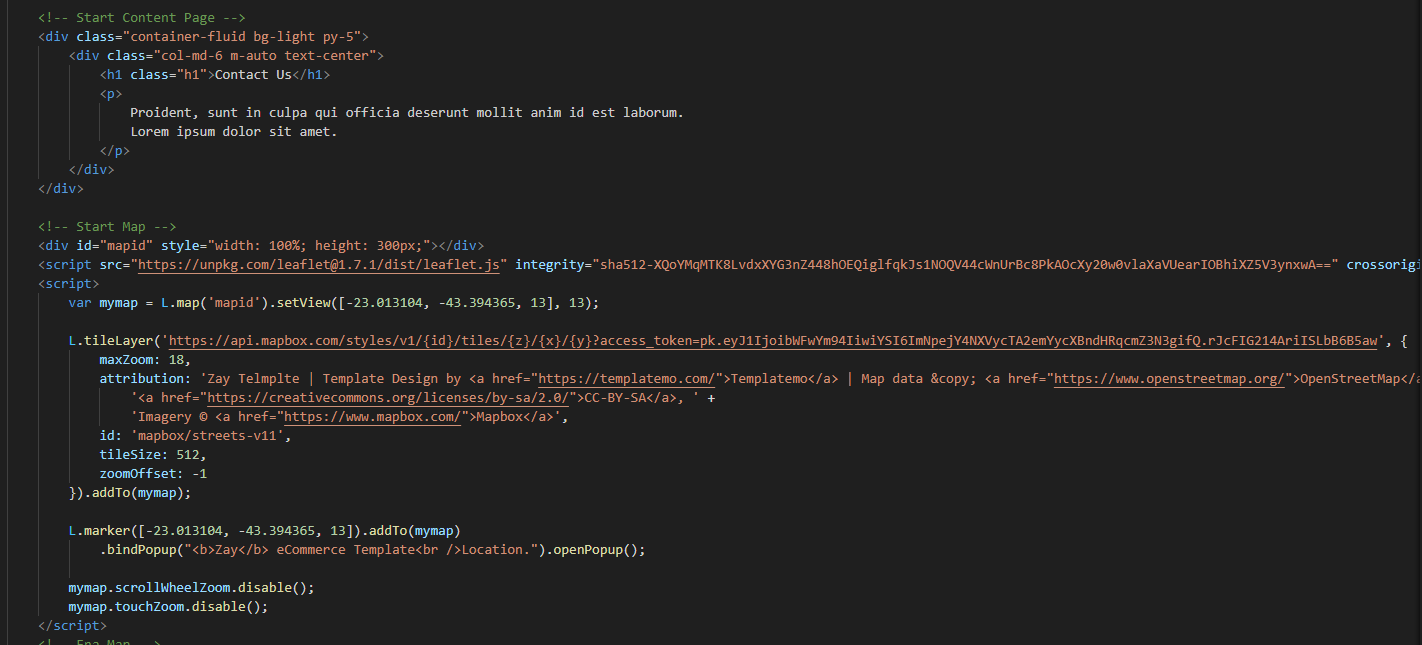 <!-- Start Content Page -->
<div class="container-fluid bg-light py-5">
<div class="col-md-6 m-auto text-center">
<h1 class="h1">Contact Us</h1>
<p>
Proident, sunt in culpa qui officia deserunt mollit anim id est laborum.
Lorem ipsum dolor sit amet.
</p>
</div>
</div>
<!-- Start Map -->
<div id="mapid" style="width: 100%; height: 300px;"></div>
<script src="https://unpkg.com/leaflet@1.7.1/dist/leaflet.js" integrity="sha512-XQoYMqMTK8LvdxXYG3nZ448hOEQiglfqkJs1NOQV44cWnUrBc8PkAOcXy20w0vlaXaVUearIOBhiXZ5V3ynxwA==" crossorigi
<script>
var mymap = L.map('mapid').setView([-23.013104, -43.394365, 13], 13);
L.tileLayer('https://api.mapbox.com/styles/v1/{id}/tiles/{z}/{x}/{y}?access_token=pk.eyJ1IjoibWFwYm94IiwiYSI6ImNpejY4NXVycTA2emYycXBndHRqcmZ3N3gifQ.rJcFIG214AriISLbB6B5aw', {
maxZoom: 18,
attribution: 'Zay Telmplte | Template Design by <a href="https://templatemo.com/">Templatemo</a> | Map data &copy; <a href="https://www.openstreetmap.org/">OpenStreetMap</a
'<a href="https://creativecommons.org/licenses/by-sa/2.0/">CC-BY-SA</a>, ' +
'Imagery © <a href="https://www.mapbox.com/">Mapbox</a>',
id: 'mapbox/streets-v11',
tileSize: 512,
zoomOffset: -1
}).addTo(mymap);
L.marker([-23.013104, -43.394365, 13]).addTo(mymap)
.bindPopup("<b>Zay</b> eCommerce Template<br />Location.").openPopup();
mymap.scrollWheelZoom.disable();
mymap.touchZoom.disable();
</script>
<!-- Ena Map -->